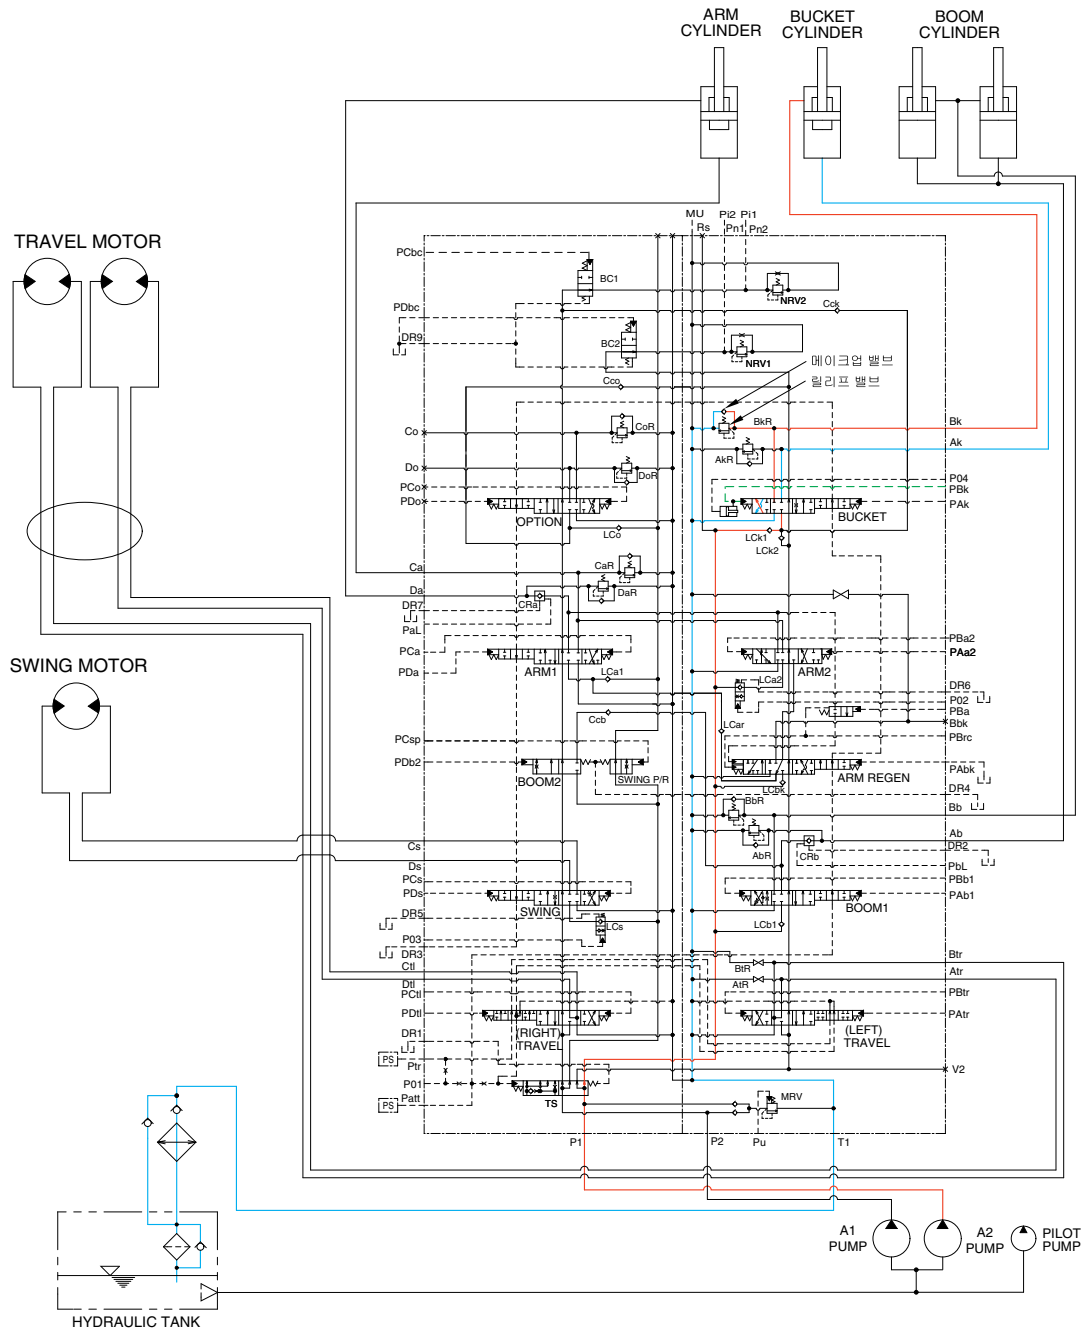 ARM
CYLINDER
BUCKET
CYLINDER
BOOM
CYLINDER
TRAVEL MOTOR
MU
Pi2
Pi1
Rs
Pn1
Pn2
PCbc
BC1
NRV2
Cck
PDbc
DR9
BC2
NRV1
메이크업 밸브
릴리프 밸브
Cco
Co
CoR
BkR
Bk
Do
DoR
AkR
Ak
PCo
PDo
P04
PBk
PAk
OPTION
BUCKET
LCo
LCk1
LCk2
Ca
CaR
Da
DaR
CRa
DR7
PaL
PCa
PDa
PBa2
PAa2
ARM1
ARM2
LCa1
LCa2
DR6
P02
PBa
Ccb
LCar
Bbk
PBrc
PCsp
PDb2
BOOM2
SWING P/R
ARM REGEN
PAbk
LCbk
DR4
BbR
Bb
SWING MOTOR
Cs
AbR
CRb
Ab
DR2
Ds
PbL
PCs
PDs
PBb1
PAb1
SWING
BOOM1
DR5
LCs
LCb1
P03
DR3
Ctl
BtR
Btr
Dtl
AtR
Atr
PCtl
PBtr
PDtl
PAtr
(RIGHT)
TRAVEL
(LEFT)
TRAVEL
DR1
PS
Ptr
V2
P01
Patt
PS
TS
MRV
P1
P2
Pu
T1
A1
PUMP
A2
PUMP
PILOT
PUMP
HYDRAULIC TANK